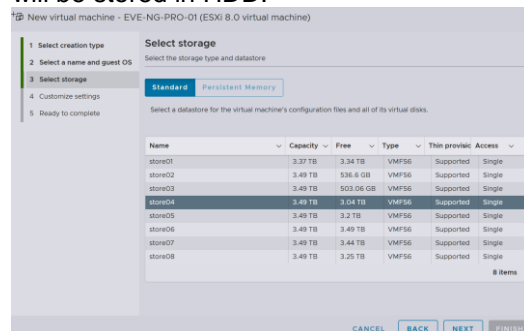 will be stored in HDD.
New virtual machine - EVE-NG-PRO-01 (ESXi 8.0 virtual machine)
1 Select creation type
2 Select a name and guest OS
3 Select storage
4 Customize settings
5 Ready to complete
Select storage
Select the storage type and datastore
Standard Persistent Memory
Select a datastore for the virtual machine's configuration files and all of its virtual disks.
Name Capacity Free Type Thin provisic Access
store01 3.37 TB 3.34 TB VMFS6 Supported Single
store02 3.49 TB 536.6 GB VMFS6 Supported Single
store03 3.49 TB 503.06 GB VMFS6 Supported Single
store04 3.49 TB 3.04 TB VMFS6 Supported Single
store05 3.49 TB 3.2 TB VMFS6 Supported Single
store06 3.49 TB 3.49 TB VMFS6 Supported Single
store07 3.49 TB 3.44 TB VMFS6 Supported Single
store08 3.49 TB 3.25 TB VMFS6 Supported Single
8 items
CANCEL BACK NEXT FINISH